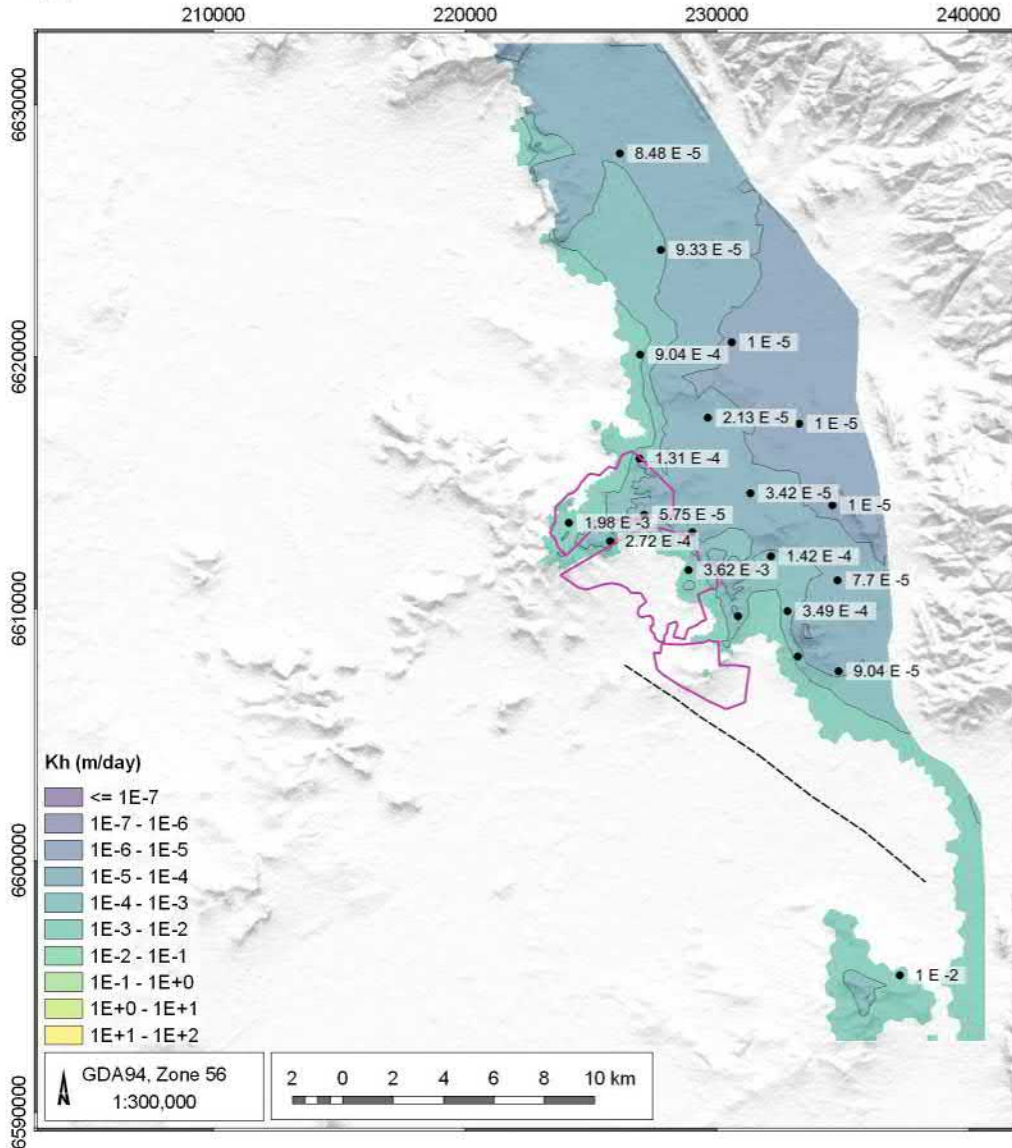 210000 220000 230000 240000
6630000
8.48 E -5
9.33 E -5
6620000
9.04 E -4
1 E -5
2.13 E -5
1 E -5
1.31 E -4
3.42 E -5
1 E -5
5.75 E -5
1.98 E -3
2.72 E -4
1.42 E -4
3.62 E -3
7.7 E -5
6610000
3.49 E -4
9.04 E -5
Kh (m/day)
<= 1E-7
1E-7 - 1E-6
1E-6 - 1E-5
1E-5 - 1E-4
1E-4 - 1E-3
1E-3 - 1E-2
1E-2 - 1E-1
1E-1 - 1E+0
1E+0 - 1E+1
1E+1 - 1E+2
6600000
1 E -2
N
GDA94, Zone 56
1:300,000
2 0 2 4 6 8 10 km
6590000